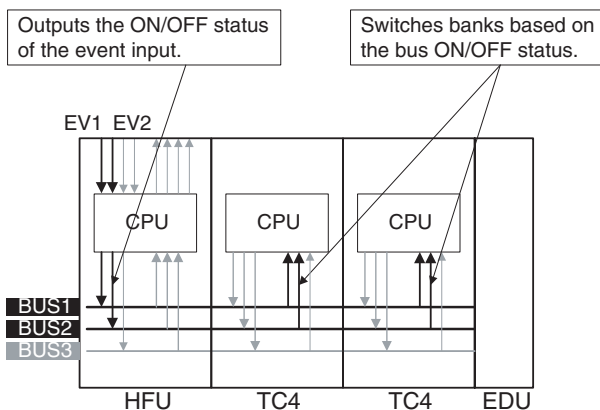 Outputs the ON/OFF status
of the event input.
Switches banks based on
the bus ON/OFF status.
EV1 EV2
CPU CPU CPU
BUS1
BUS2
BUS3
HFU TC4 TC4 EDU